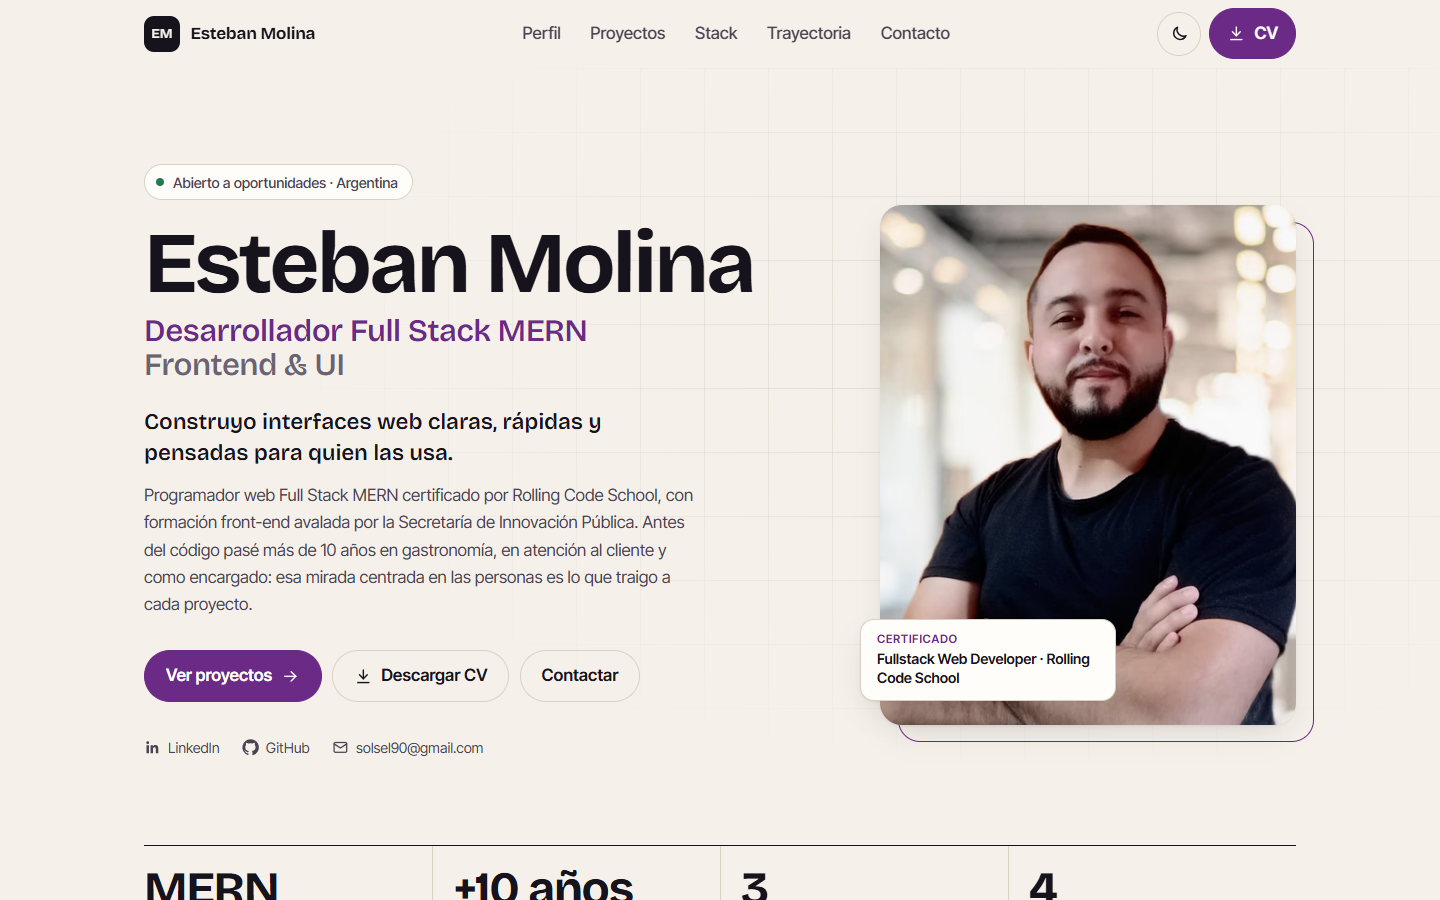 EM
Esteban Molina
Perfil
Proyectos
Stack
Trayectoria
Contacto
CV
Abierto a oportunidades · Argentina
Esteban Molina
Desarrollador Full Stack MERN
Frontend & UI
Construyo interfaces web claras, rápidas y
pensadas para quien las usa.
Programador web Full Stack MERN certificado por Rolling Code School, con
formación front-end avalada por la Secretaría de Innovación Pública. Antes
del código pasé más de 10 años en gastronomía, en atención al cliente y
como encargado: esa mirada centrada en las personas es lo que traigo a
cada proyecto.
Ver proyectos
Descargar CV
Contactar
LinkedIn
GitHub
solsel90@gmail.com
CERTIFICADO
Fullstack Web Developer · Rolling
Code School
MERN
+10 años
3
4